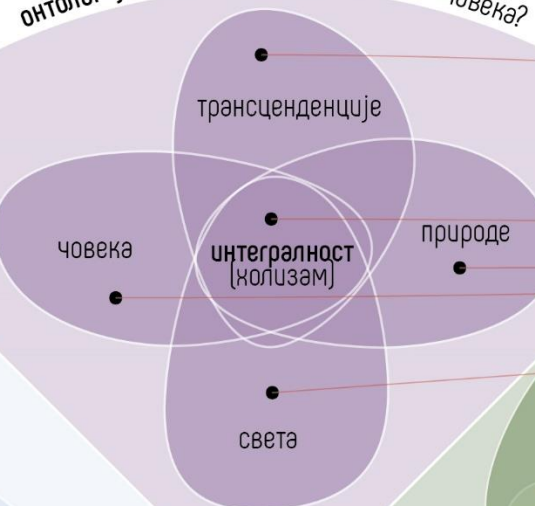 трансценденције
човека
природе
интегралност
(холизам)
света